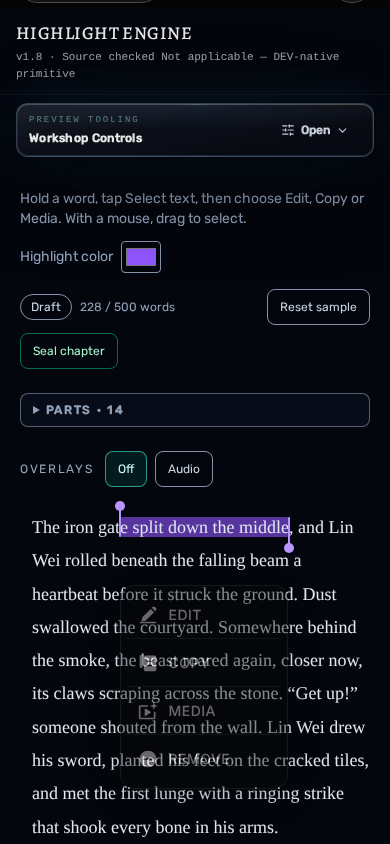 HIGHLIGHT ENGINE
v1.8 · Source checked Not applicable — DEV-native
primitive
PREVIEW TOOLING
Workshop Controls
Open
Hold a word, tap Select text, then choose Edit, Copy or
Media. With a mouse, drag to select.
Highlight color
Draft
228 / 500 words
Reset sample
Seal chapter
PARTS • 14
OVERLAYS
Off
Audio
The iron gate split down the middle, and Lin
Wei rolled beneath the falling beam a
heartbeat before it struck the ground. Dust
EDIT
swallowed the courtyard. Somewhere behind
the smoke, the beast roared again, closer now,
COPY
its claws scraping across the stone. “Get up!”
MEDIA
someone shouted from the wall. Lin Wei drew
his sword, planted his feet on the cracked tiles,
REMOVE
and met the first lunge with a ringing strike
that shook every bone in his arms.